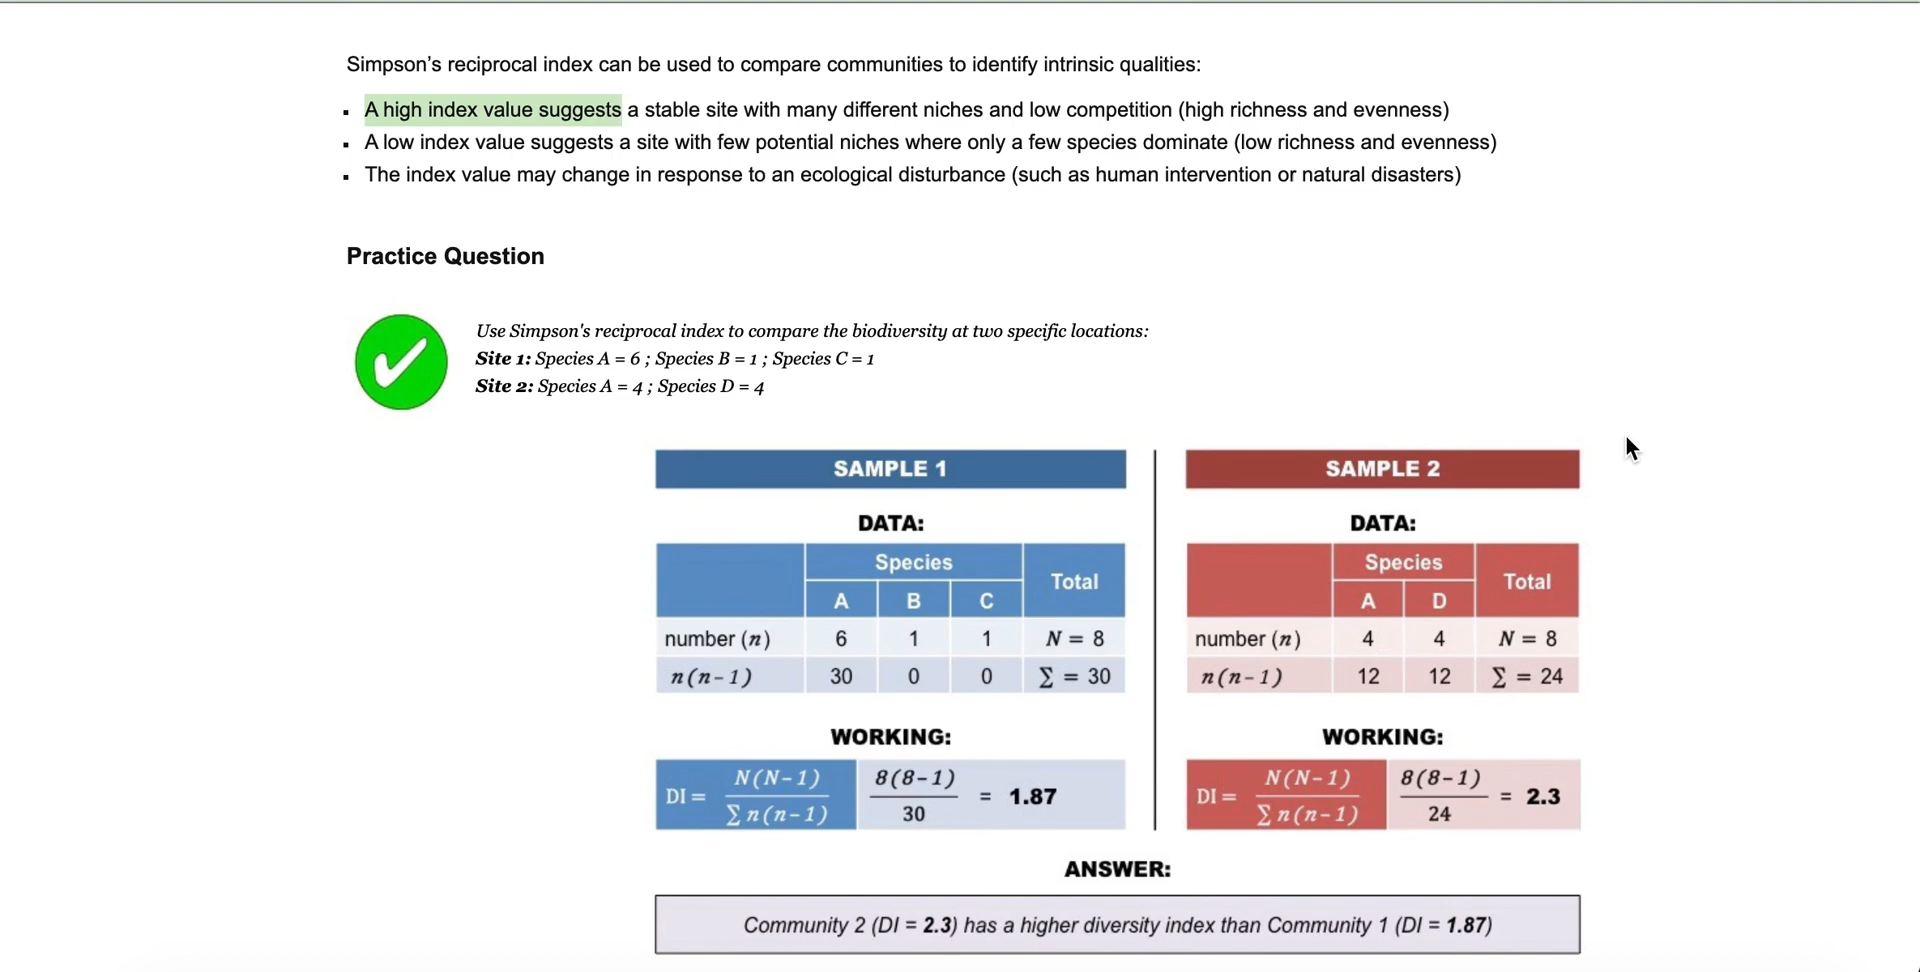 Simpson’s reciprocal index can be used to compare communities to identify intrinsic qualities:
▪ A high index value suggests a stable site with many different niches and low competition (high richness and evenness)
▪ A low index value suggests a site with few potential niches where only a few species dominate (low richness and evenness)
▪ The index value may change in response to an ecological disturbance (such as human intervention or natural disasters)
Practice Question
Use Simpson's reciprocal index to compare the biodiversity at two specific locations:
Site 1: Species A = 6 ; Species B = 1 ; Species C = 1
Site 2: Species A = 4 ; Species D = 4
SAMPLE 1
DATA:
Species
Total
A B C
number (n) 6 1 1 N = 8
n(n-1) 30 0 0 ∑ = 30
WORKING:
DI = N(N-1) / ∑n(n-1) 8(8-1) / 30 = 1.87
SAMPLE 2
DATA:
Species
Total
A D
number (n) 4 4 N = 8
n(n-1) 12 12 ∑ = 24
WORKING:
DI = N(N-1) / ∑n(n-1) 8(8-1) / 24 = 2.3
ANSWER:
Community 2 (DI = 2.3) has a higher diversity index than Community 1 (DI = 1.87)